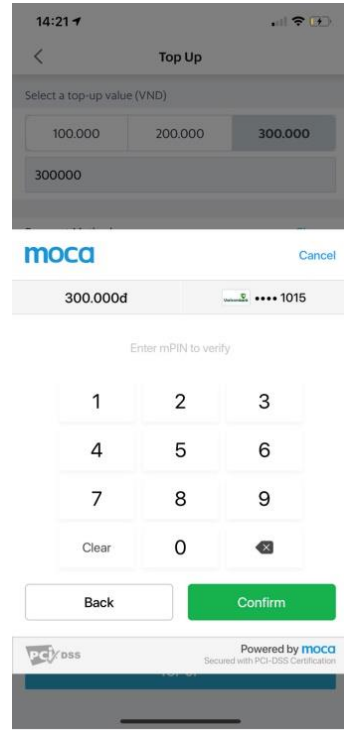 14:21
Top Up
Select a top-up value (VND)
100.000 200.000 300.000
300000
moca Cancel
300.000đ Vietcombank •••• 1015
Enter mPIN to verify
1 2 3
4 5 6
7 8 9
Clear 0
Back Confirm
PCI DSS Powered by moca
Secured with PCI-DSS Certification